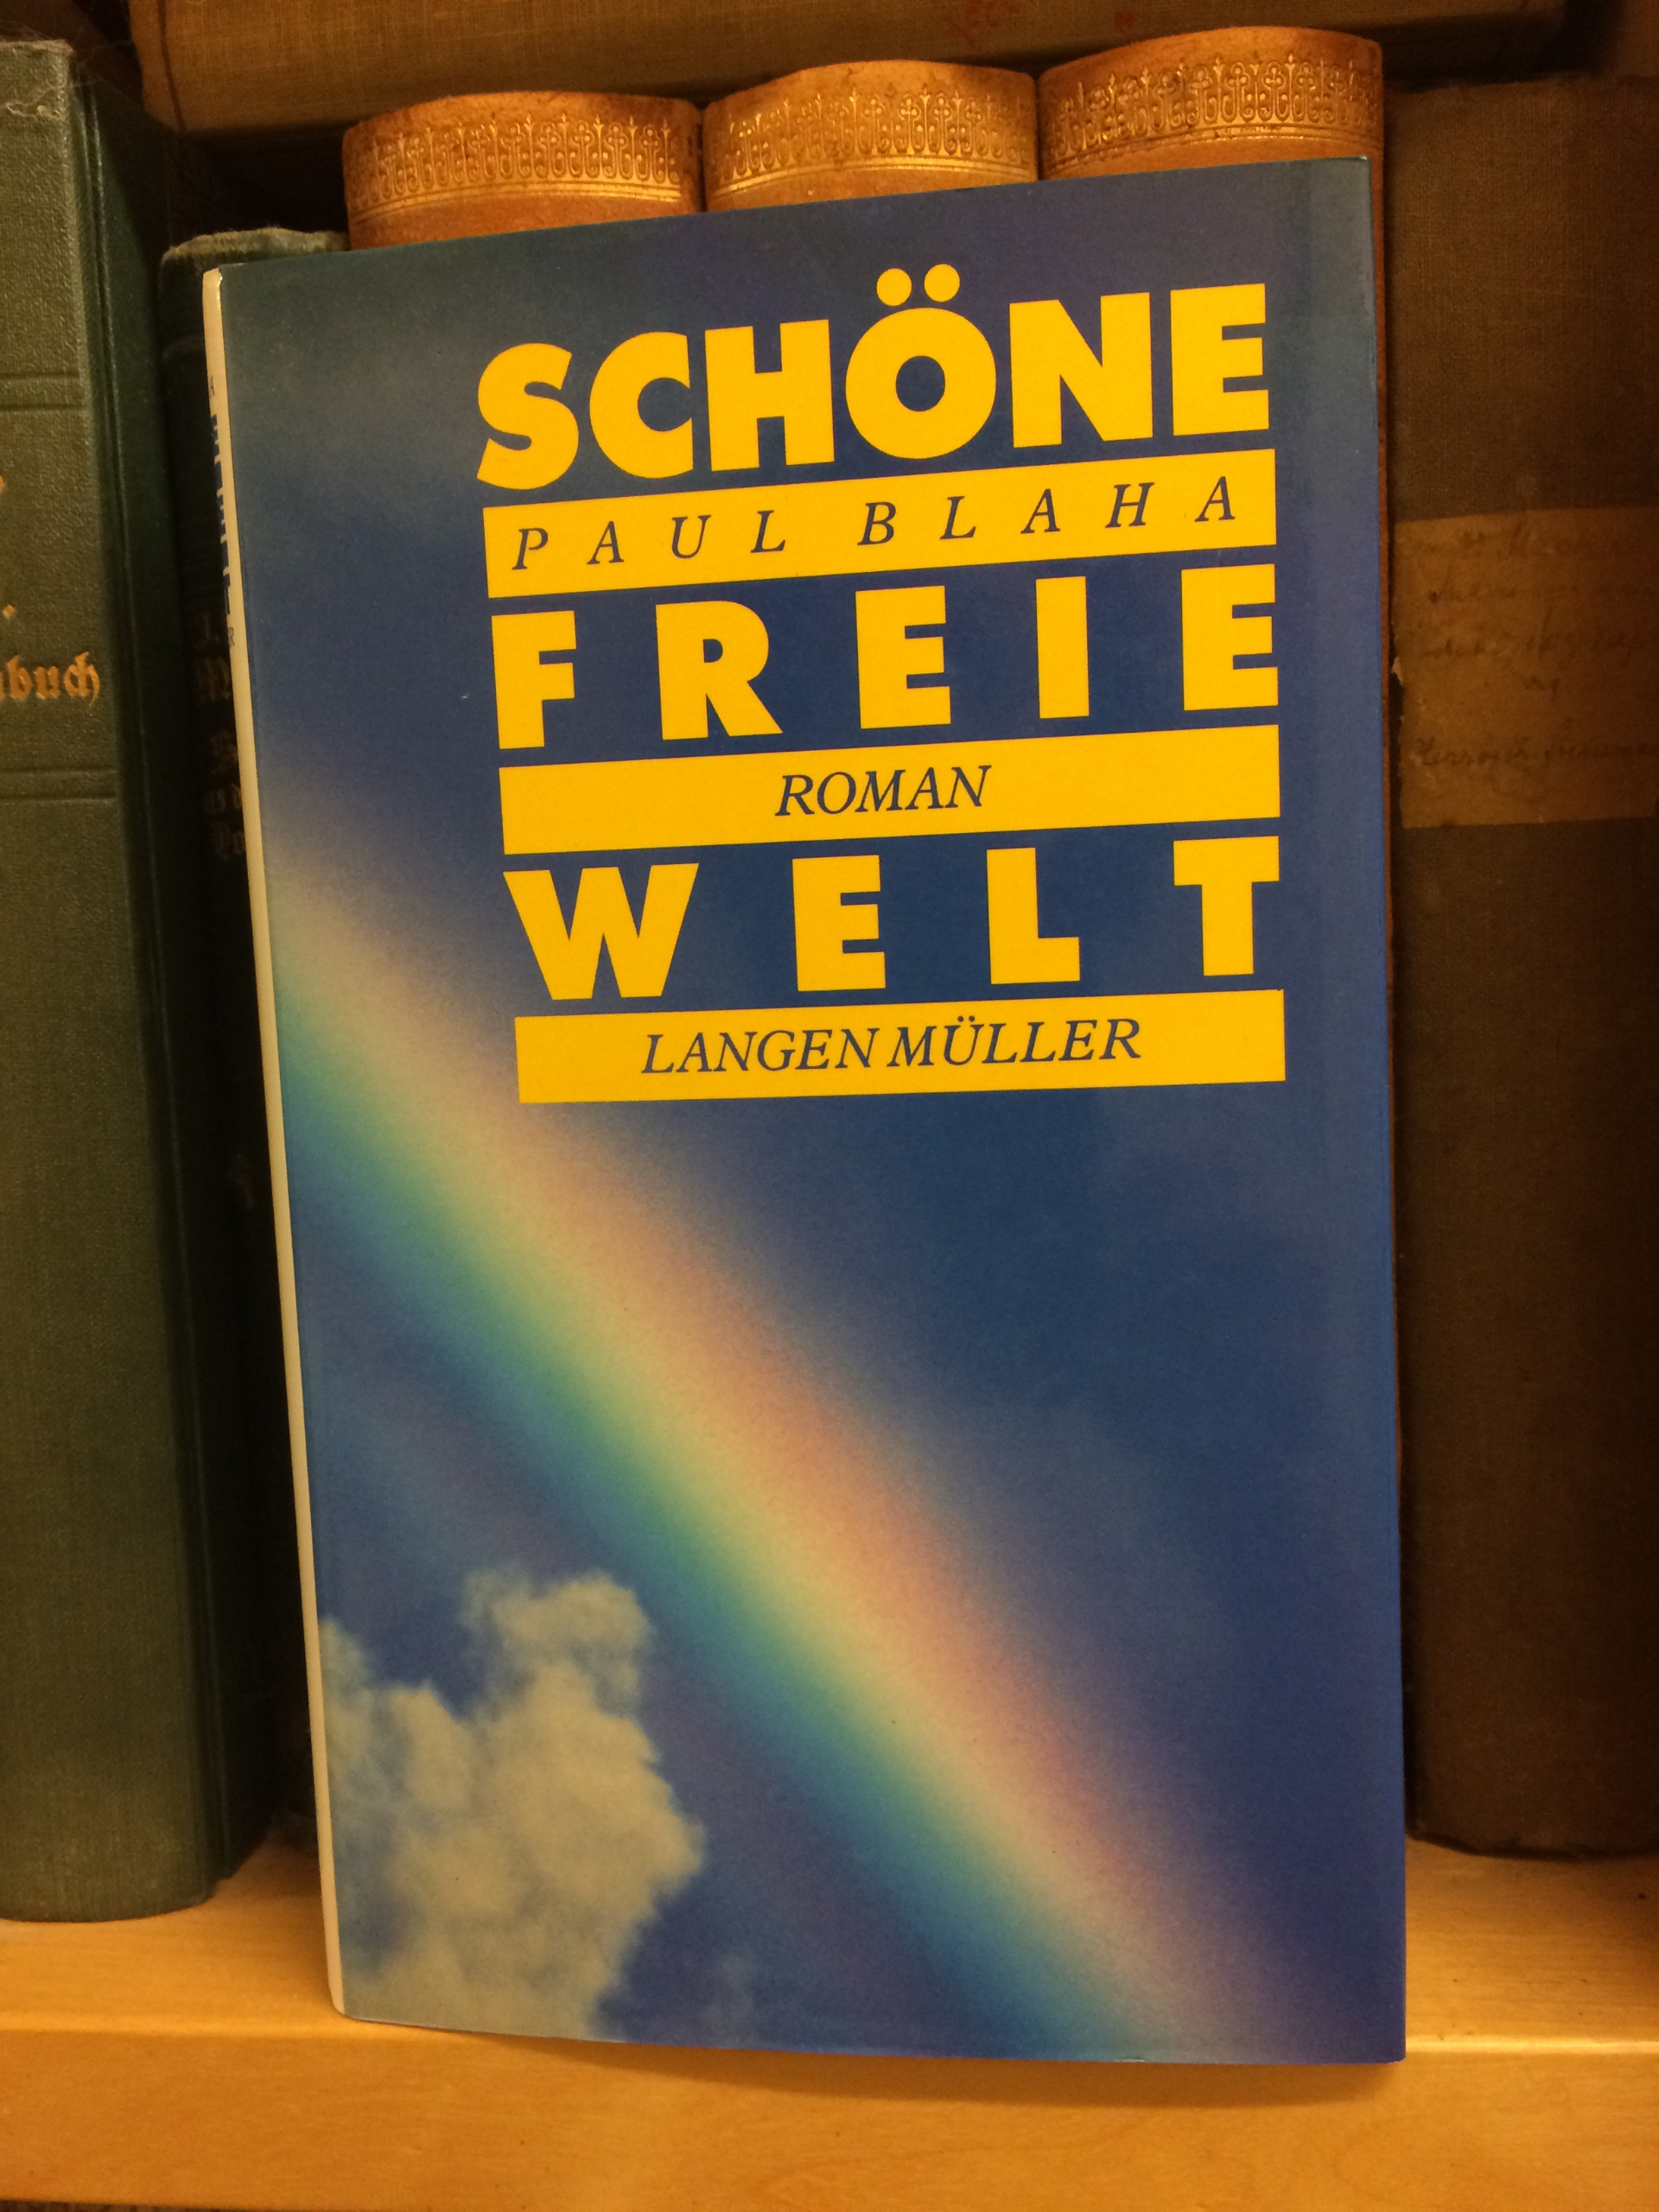 SCHÖNE
PAUL BLAHA
FREIE
ROMAN
WELT
LANGEN MÜLLER